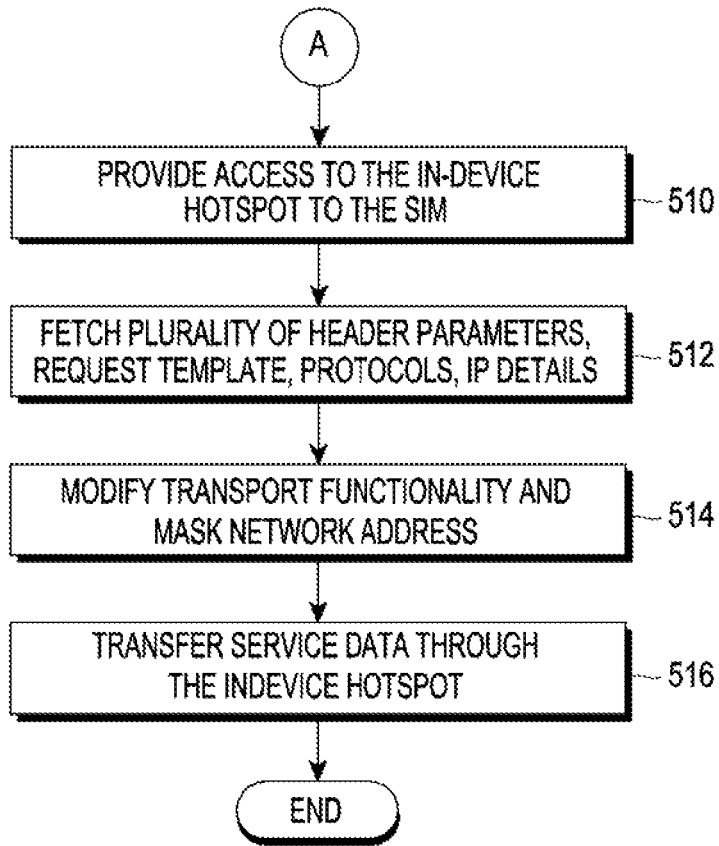 A
PROVIDE ACCESS TO THE IN-DEVICE
HOTSPOT TO THE SIM
510
FETCH PLURALITY OF HEADER PARAMETERS,
REQUEST TEMPLATE, PROTOCOLS, IP DETAILS
512
MODIFY TRANSPORT FUNCTIONALITY AND
MASK NETWORK ADDRESS
514
TRANSFER SERVICE DATA THROUGH
THE INDEVICE HOTSPOT
516
END